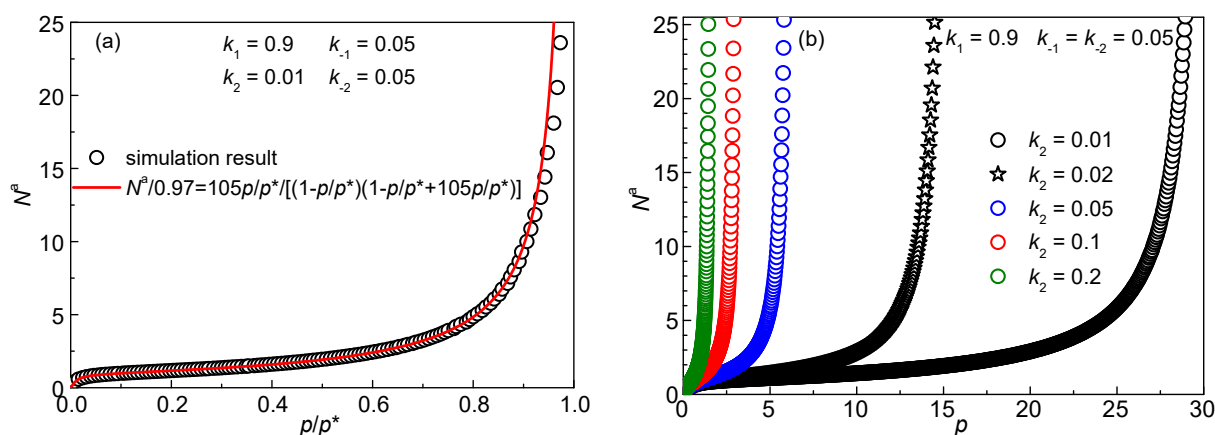 (a)
k₁ = 0.9 k₋₁ = 0.05
k₂ = 0.01 k₋₂ = 0.05
simulation result
Nᵃ/0.97=105p/p*/[(1-p/p*)(1-p/p*+105p/p*)]
Nᵃ
25
20
15
10
5
0
0.0 0.2 0.4 0.6 0.8 1.0
p/p*
(b)
k₁ = 0.9 k₋₁ = k₋₂ = 0.05
k₂ = 0.01
k₂ = 0.02
k₂ = 0.05
k₂ = 0.1
k₂ = 0.2
Nᵃ
25
20
15
10
5
0
0 5 10 15 20 25 30
p